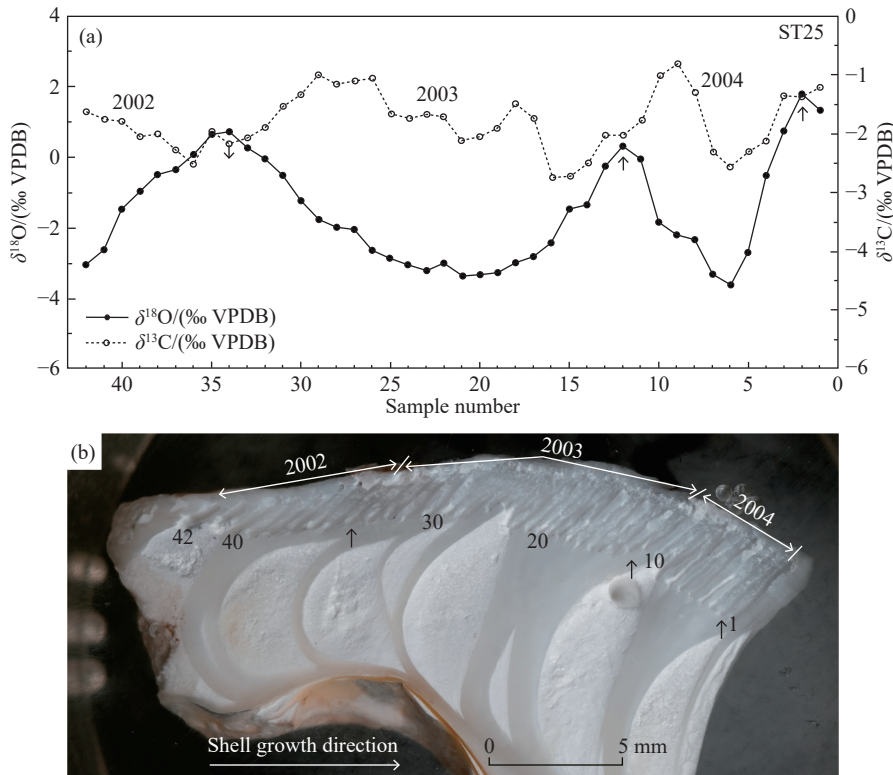 (a)
ST25
4
2
0
−2
−4
−6
δ18O/(‰ VPDB)
0
−1
−2
−3
−4
−5
−6
δ13C/(‰ VPDB)
2002
2003
2004
δ18O/(‰ VPDB)
δ13C/(‰ VPDB)
40 35 30 25 20 15 10 5 0
Sample number
(b)
2002
2003
2004
42
40
30
20
10
1
Shell growth direction
0 5 mm